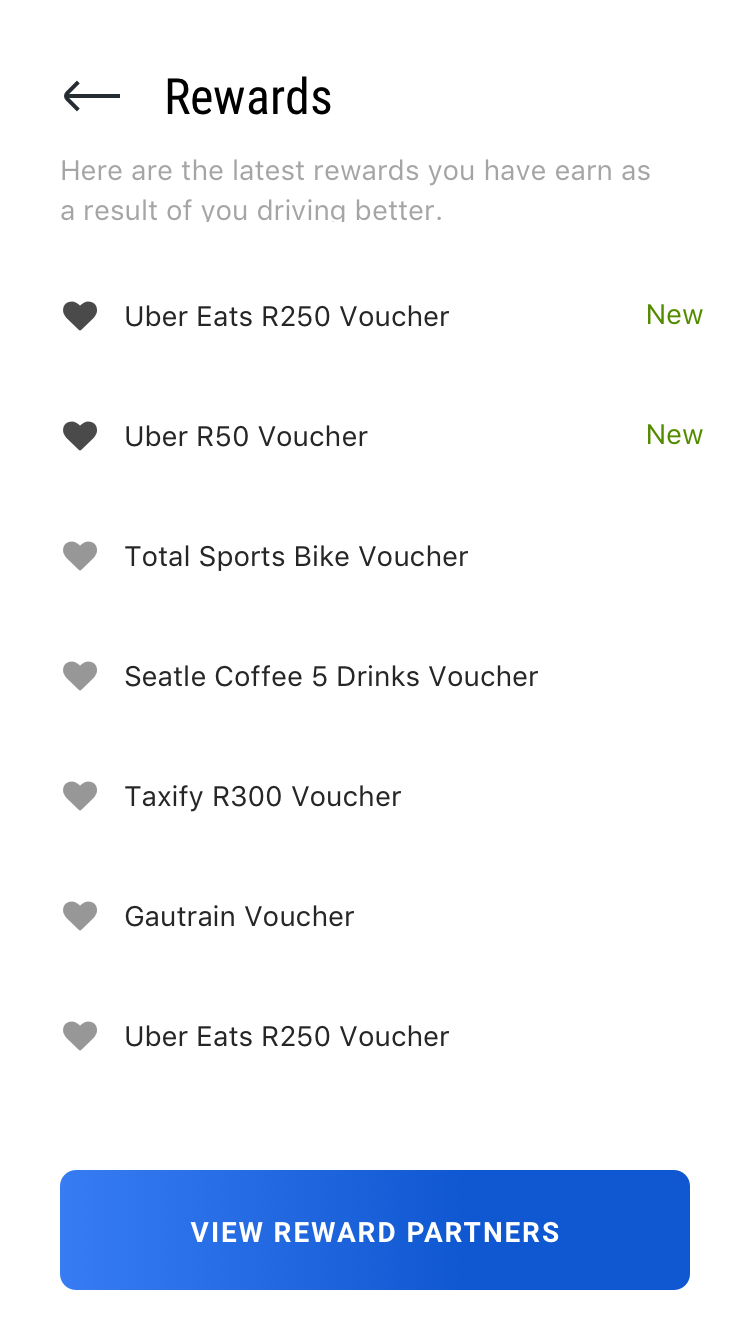 Rewards
Here are the latest rewards you have earn as
a result of you driving better.
Uber Eats R250 Voucher New
Uber R50 Voucher New
Total Sports Bike Voucher
Seatle Coffee 5 Drinks Voucher
Taxify R300 Voucher
Gautrain Voucher
Uber Eats R250 Voucher
VIEW REWARD PARTNERS